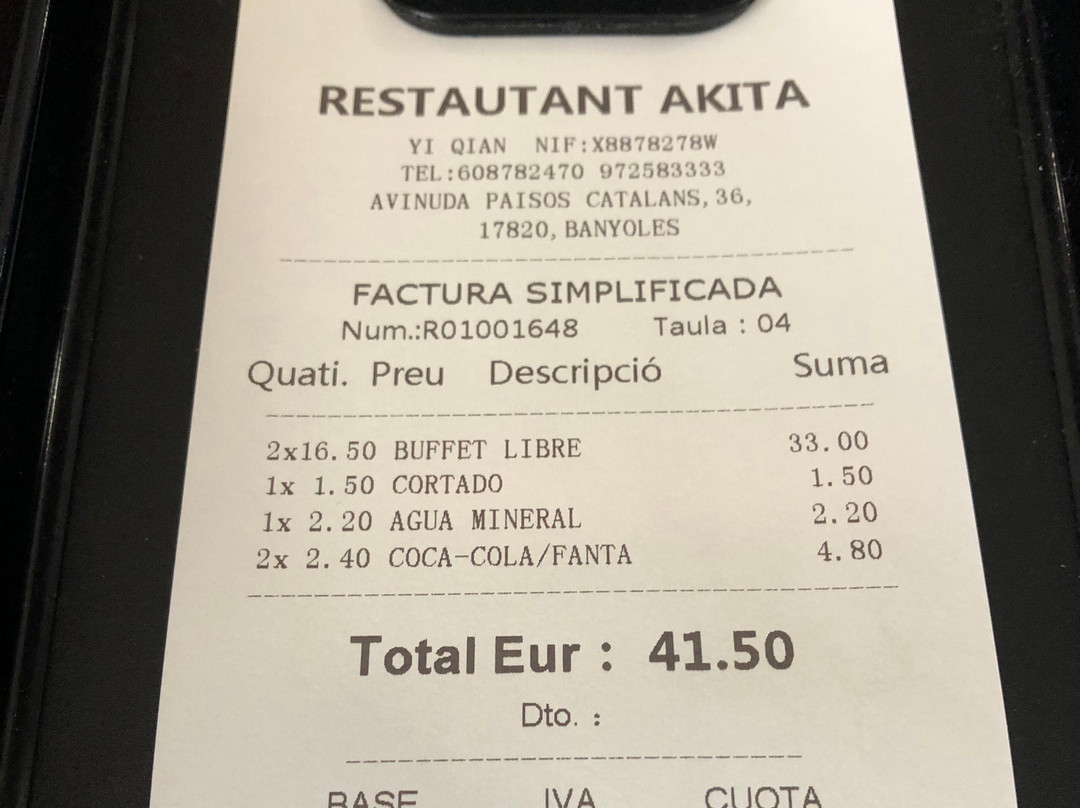 RESTAUTANT AKITA
YI QIAN NIF:X8878278W
TEL:608782470 972583333
AVINUDA PAISOS CATALANS, 36,
17820, BANYOLES
FACTURA SIMPLIFICADA
Num.:R01001648 Taula : 04
Quati. Preu Descripció Suma
2x16.50 BUFFET LIBRE 33.00
1x 1.50 CORTADO 1.50
1x 2.20 AGUA MINERAL 2.20
2x 2.40 COCA-COLA/FANTA 4.80
Total Eur : 41.50
Dto. :
BASE IVA CUOTA